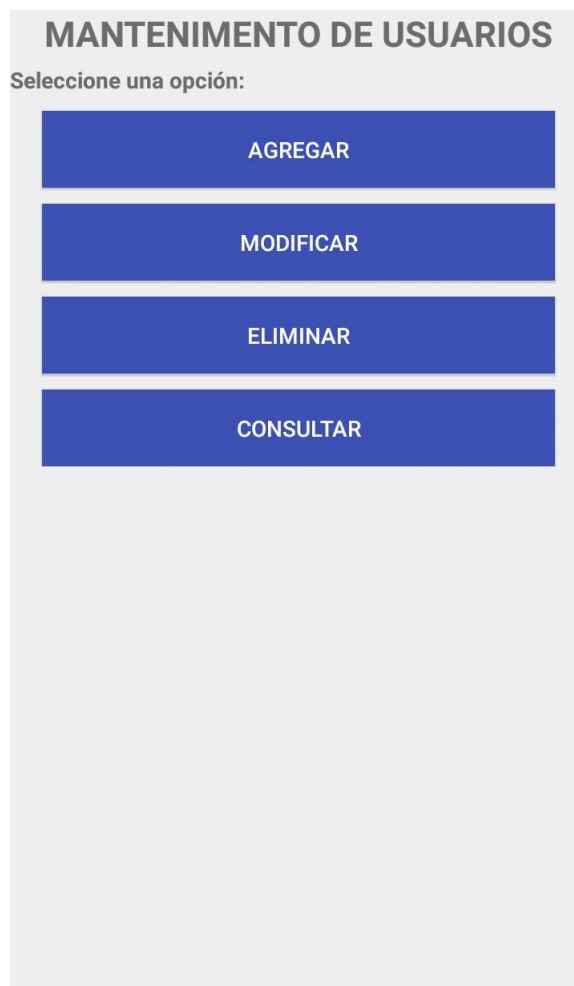 MANTENIMENTO DE USUARIOS
Seleccione una opción:
AGREGAR
MODIFICAR
ELIMINAR
CONSULTAR